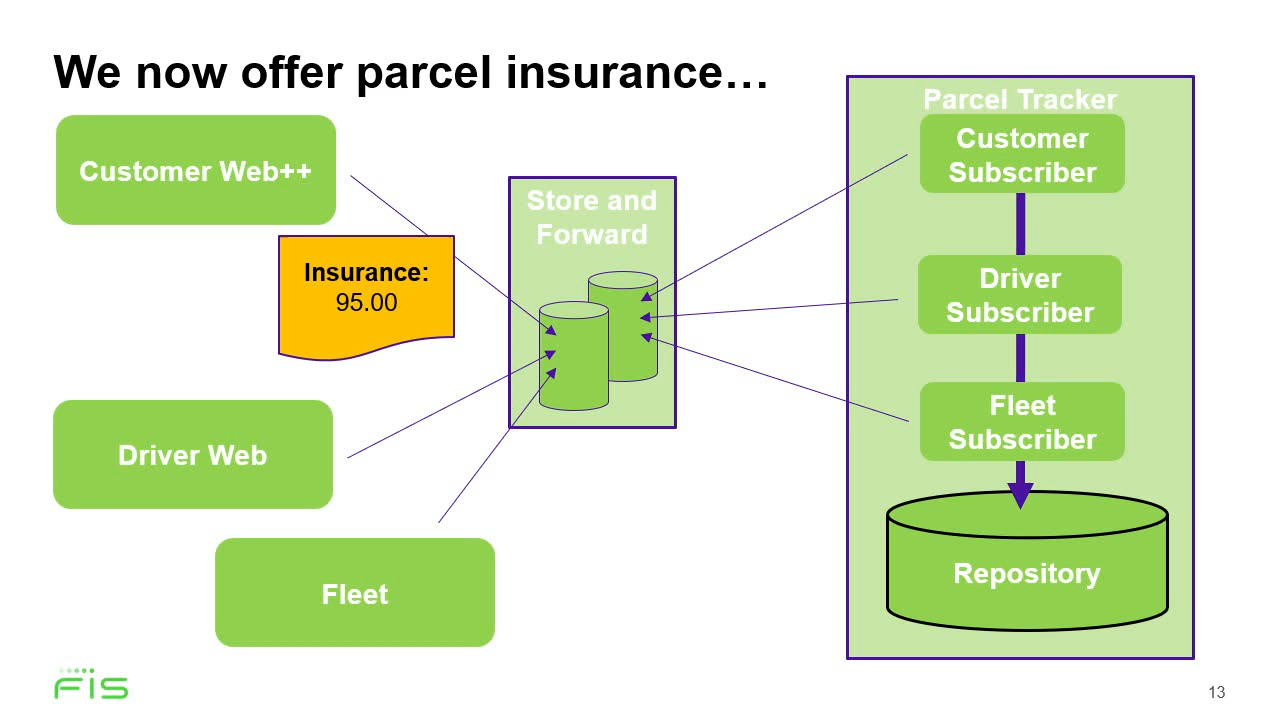 We now offer parcel insurance…
Customer Web++
Insurance:
95.00
Driver Web
Fleet
Store and
Forward
Parcel Tracker
Customer
Subscriber
Driver
Subscriber
Fleet
Subscriber
Repository
FIS
13